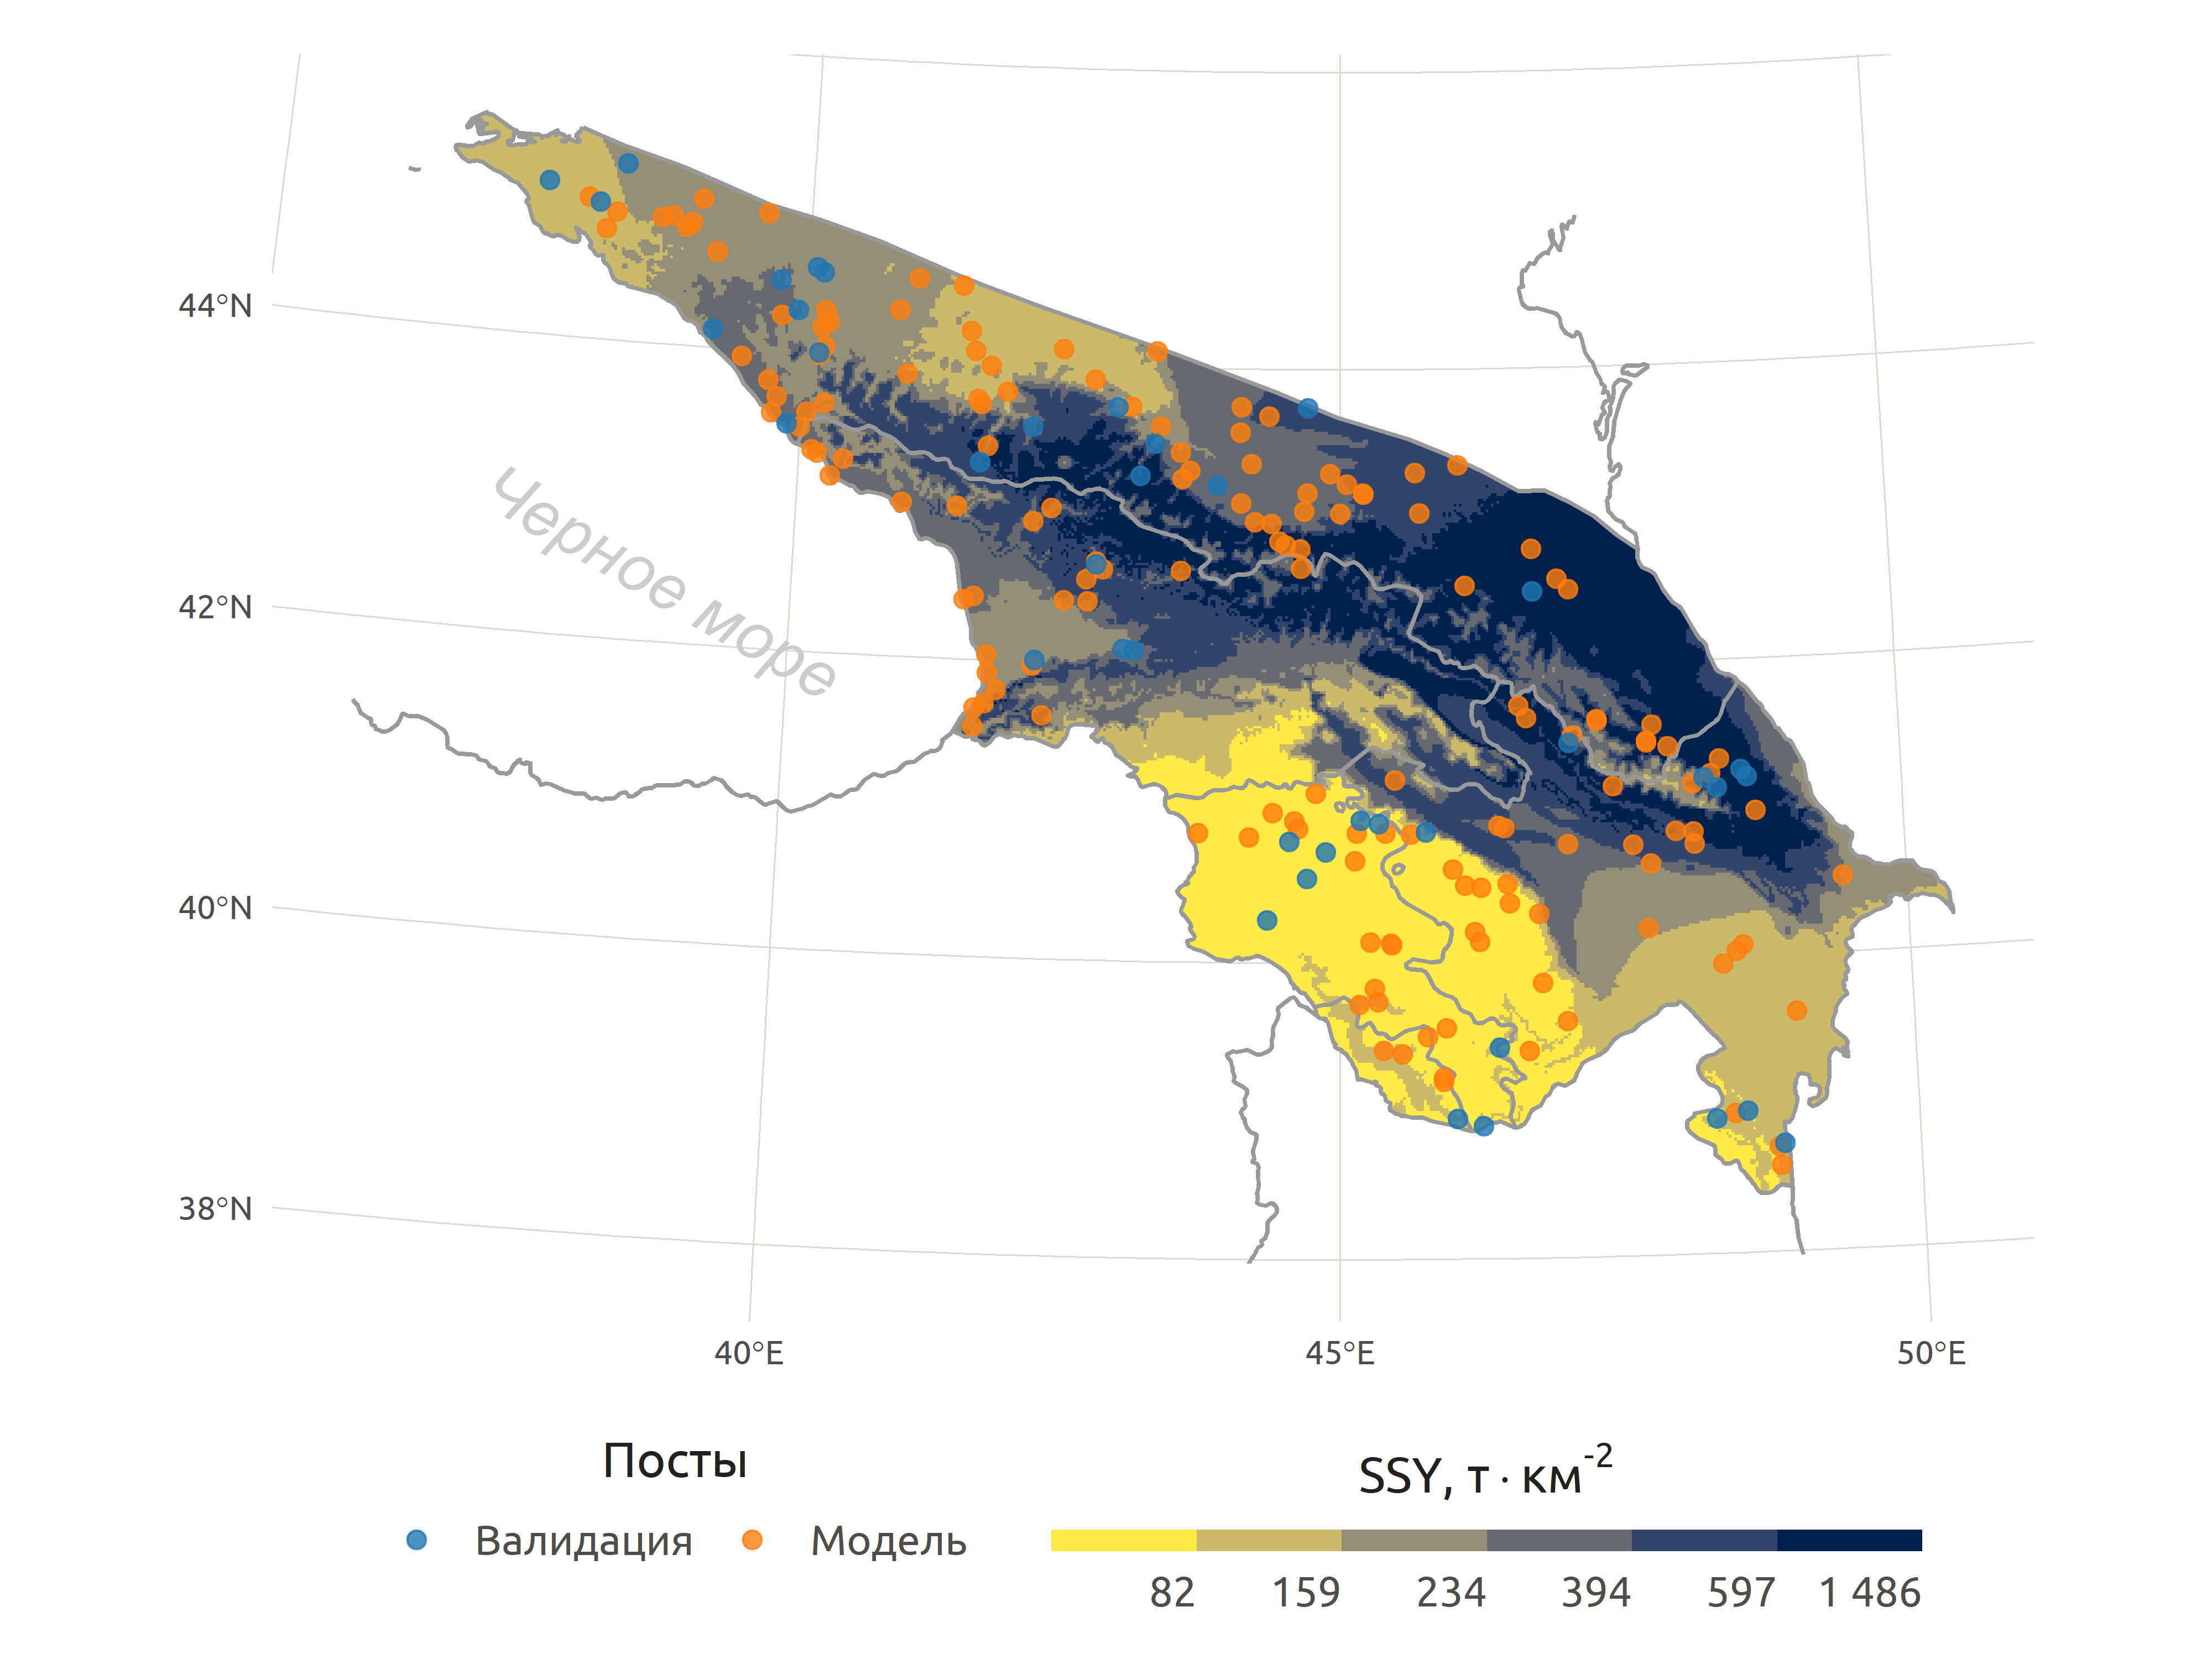 44°N
42°N
40°N
38°N
Черное море
40°E
45°E
50°E
Посты
Валидация
Модель
SSY, т · км-2
82
159
234
394
597
1 486